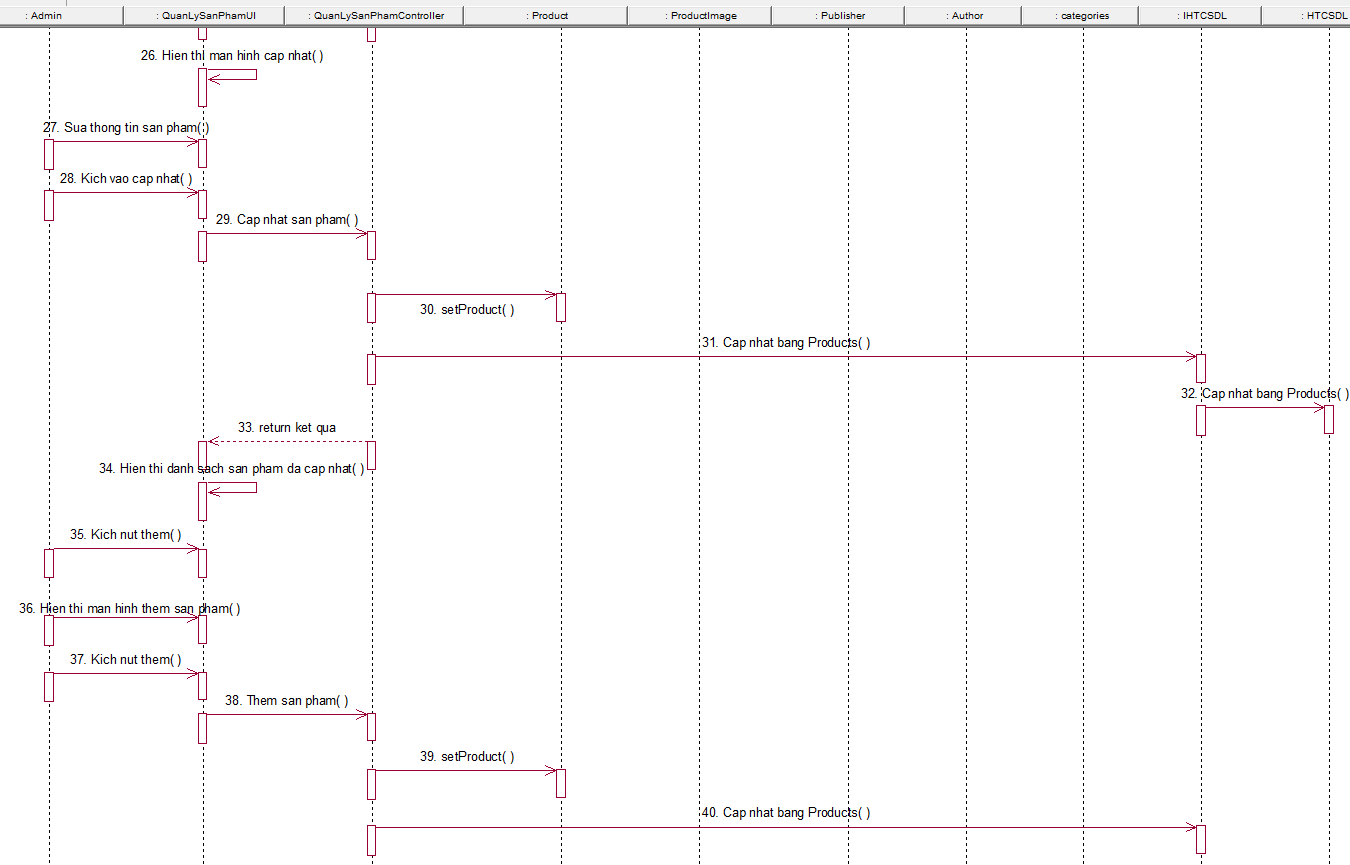 : Admin
: QuanLySanPhamUI
: QuanLySanPhamController
: Product
: ProductImage
: Publisher
: Author
: categories
: IHTCSDL
: HTCSDL
26. Hien thi man hinh cap nhat( )
27. Sua thong tin san pham( )
28. Kich vao cap nhat( )
29. Cap nhat san pham( )
30. setProduct( )
31. Cap nhat bang Products( )
32. Cap nhat bang Products( )
33. return ket qua
34. Hien thi danh sach san pham da cap nhat( )
35. Kich nut them( )
36. Hien thi man hinh them san pham( )
37. Kich nut them( )
38. Them san pham( )
39. setProduct( )
40. Cap nhat bang Products( )